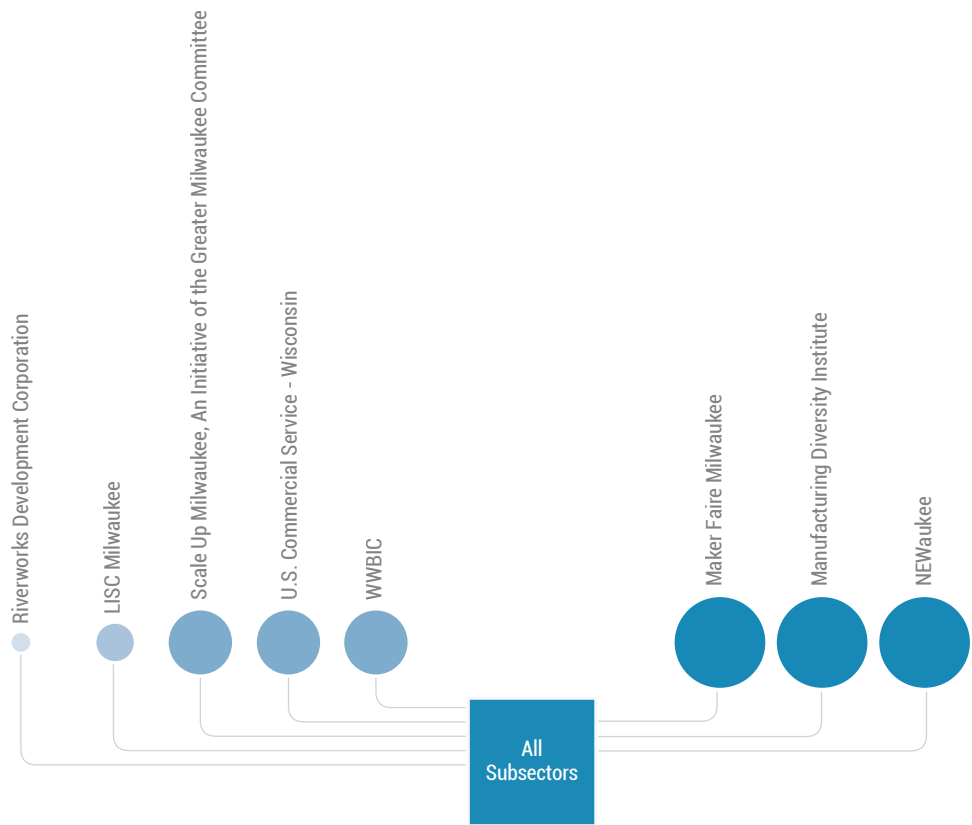 Riverworks Development Corporation
LISC Milwaukee
Scale Up Milwaukee, An Initiative of the Greater Milwaukee Committee
U.S. Commercial Service - Wisconsin
WWBIC
Maker Faire Milwaukee
Manufacturing Diversity Institute
NEWaukee
All
Subsectors